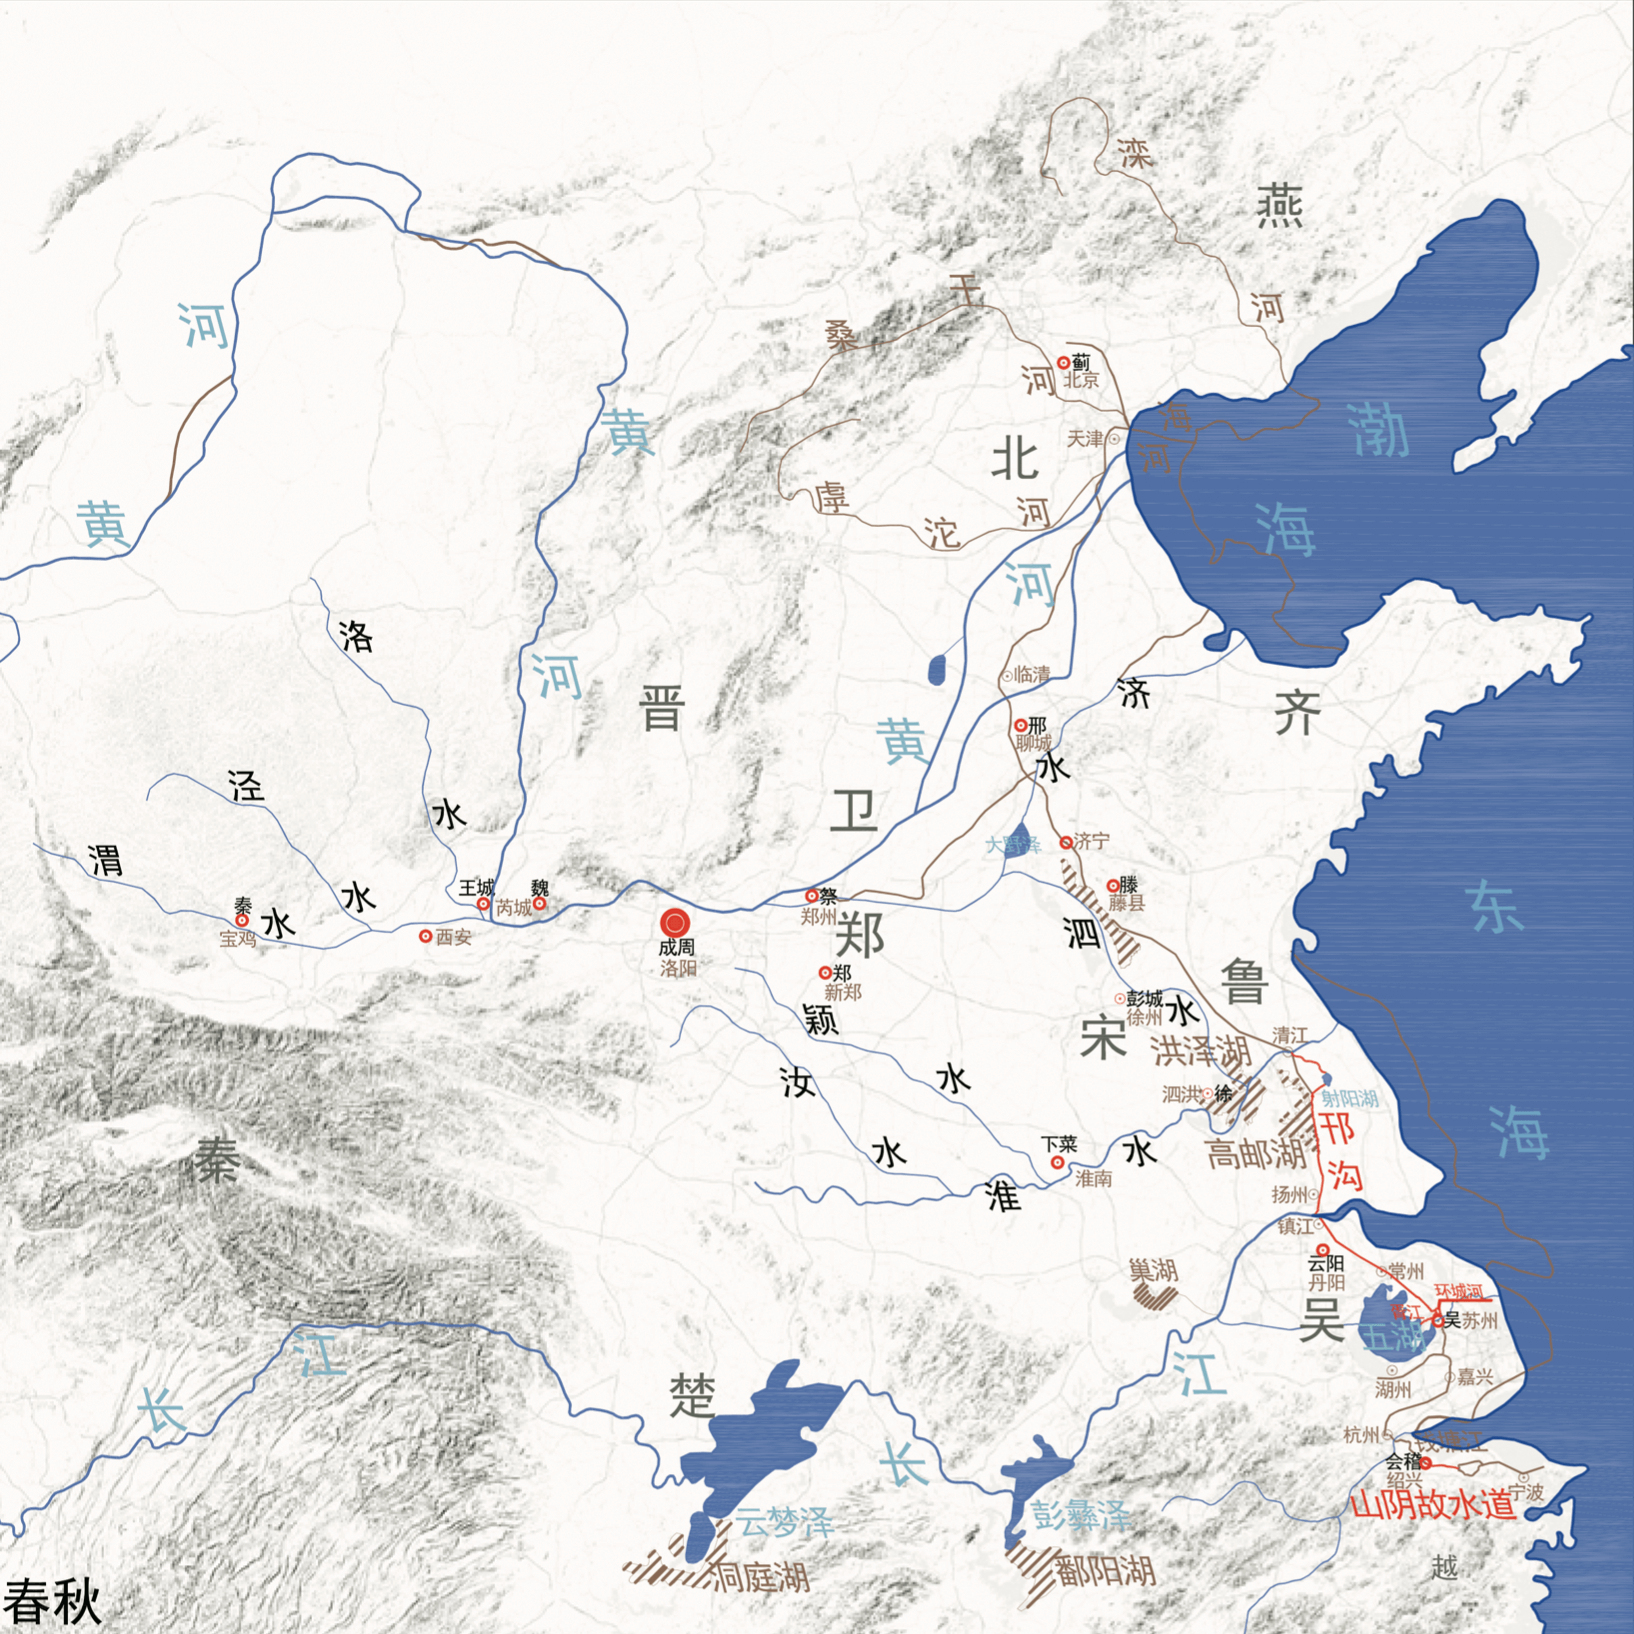 滦
河
燕
桑
干
河
蓟
北京
天津
海
河
渤
海
北
虖
沱
河
黄
河
黄
河
黄
河
洛
水
泾
水
渭
水
晋
卫
齐
临清
邢
聊城
济
水
大野泽
济宁
滕
藤县
王城
芮城
魏
秦
宝鸡
西安
成周
洛阳
祭
郑州
郑
郑
新郑
泗
水
彭城
徐州
宋
鲁
东
海
颍
水
汝
水
淮
水
下菜
淮南
洪泽湖
泗洪
徐
清江
射阳湖
邗
沟
高邮湖
扬州
镇江
云阳
丹阳
常州
环城河
吴
吴
苏州
五湖
湖州
嘉兴
杭州
钱塘江
会稽
绍兴
宁波
山阴故水道
越
巢湖
秦
楚
长
江
长
江
云梦泽
洞庭湖
彭蠡泽
鄱阳湖
春秋